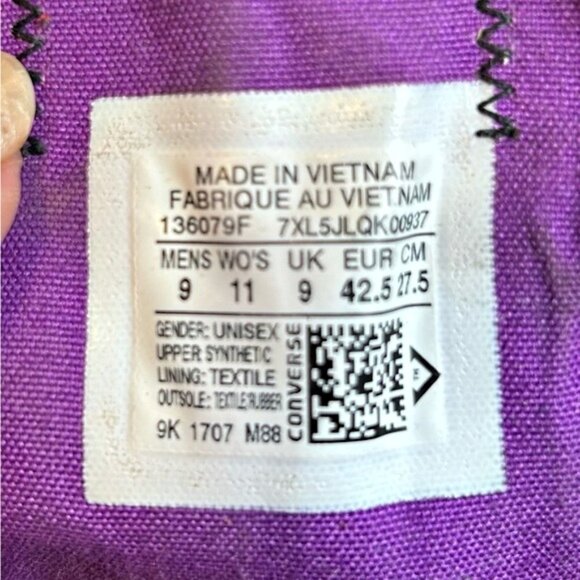 MADE IN VIETNAM
FABRIQUE AU VIETNAM
136079F 7XL5JLQK00937
MENS WO'S UK EUR CM
9 11 9 42.5 27.5
GENDER: UNISEX
UPPER SYNTHETIC
LINING: TEXTILE
OUTSOLE: TEXTILE/RUBBER
9K 1707 M88
CONVERSE
TM